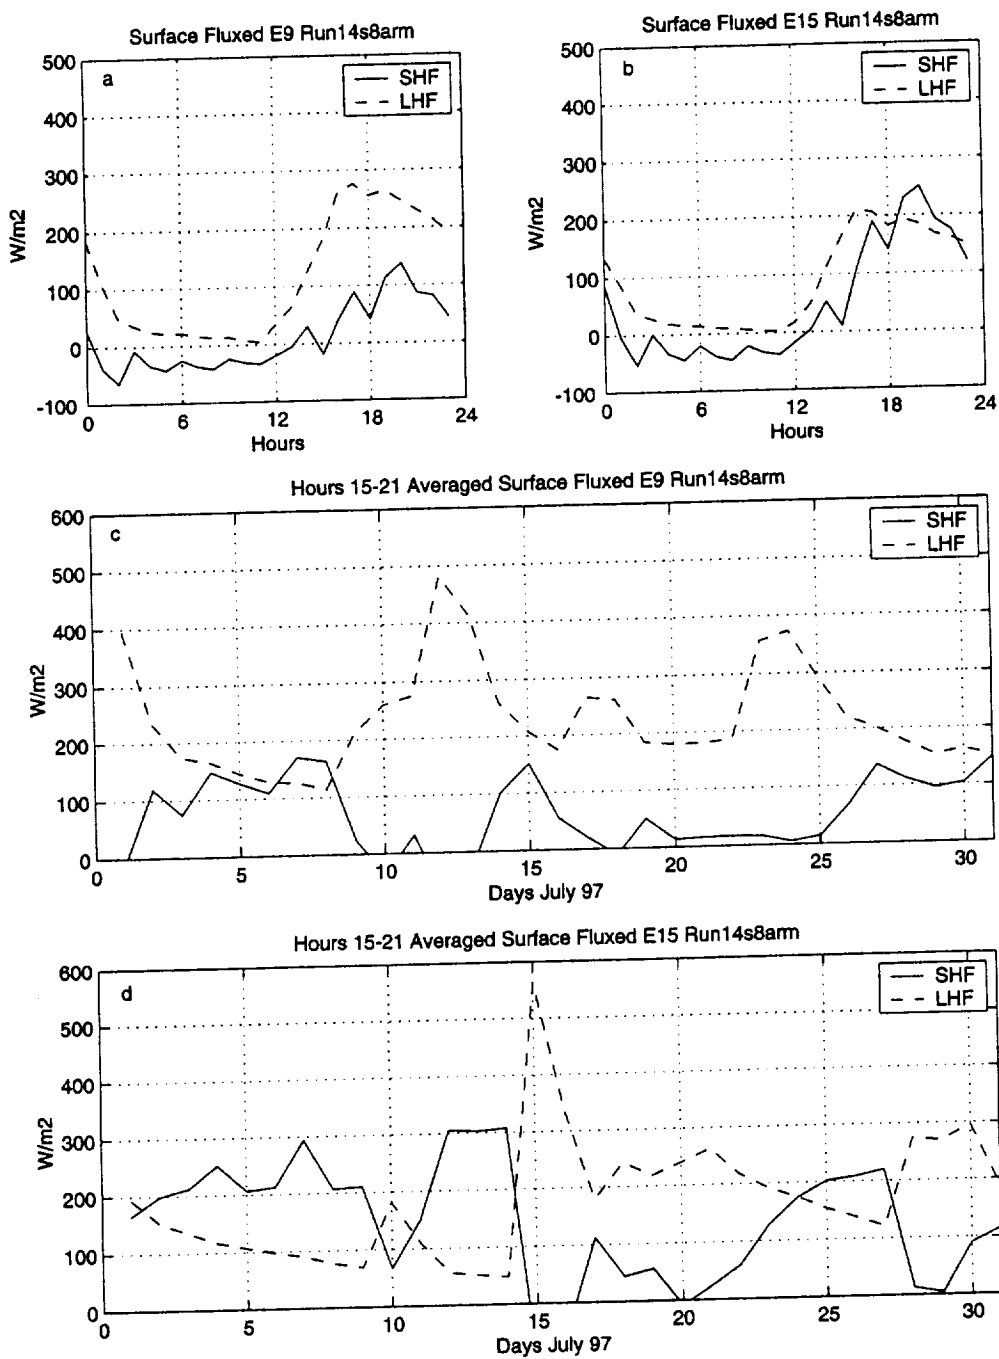 Surface Fluxed E9 Run14s8arm
a
SHF
LHF
500
400
300
200
100
0
-100
W/m2
0 6 12 18 24
Hours
Surface Fluxed E15 Run14s8arm
b
SHF
LHF
500
400
300
200
100
0
-100
W/m2
0 6 12 18 24
Hours
Hours 15-21 Averaged Surface Fluxed E9 Run14s8arm
c
SHF
LHF
600
500
400
300
200
100
0
W/m2
0 5 10 15 20 25 30
Days July 97
Hours 15-21 Averaged Surface Fluxed E15 Run14s8arm
d
SHF
LHF
600
500
400
300
200
100
0
W/m2
0 5 10 15 20 25 30
Days July 97